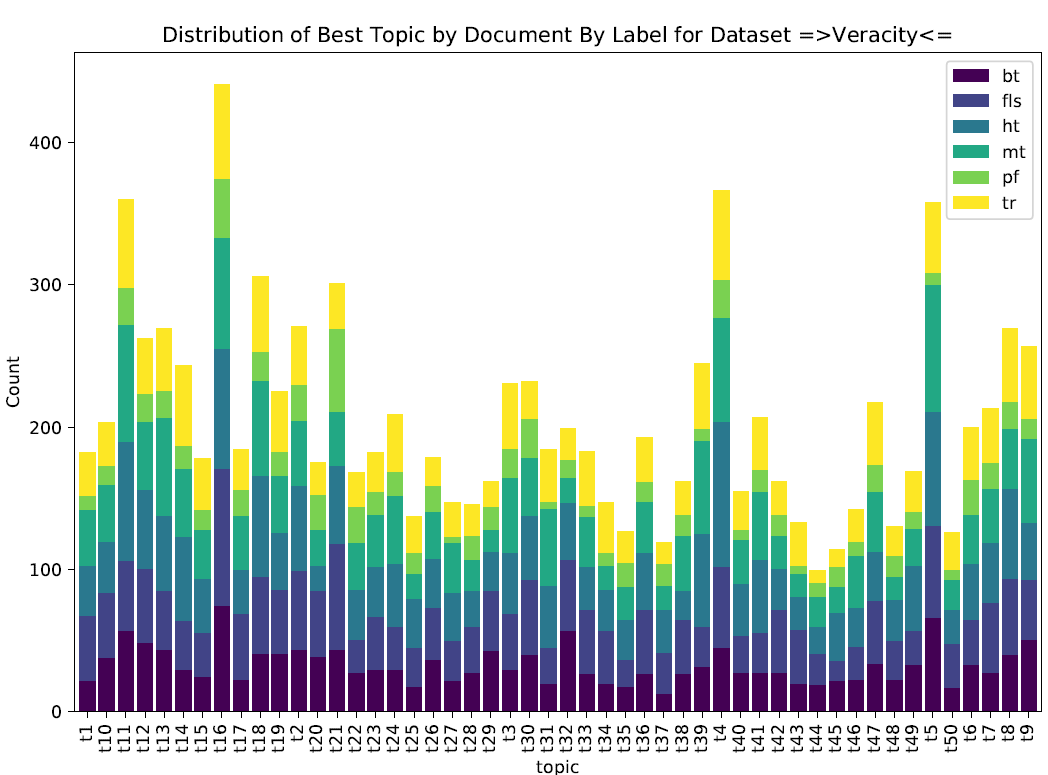 Distribution of Best Topic by Document By Label for Dataset =>Veracity<=
bt
fls
ht
mt
pf
tr
400
300
200
100
0
Count
t1
t10
t11
t12
t13
t14
t15
t16
t17
t18
t19
t2
t20
t21
t22
t23
t24
t25
t26
t27
t28
t29
t3
t30
t31
t32
t33
t34
t35
t36
t37
t38
t39
t4
t40
t41
t42
t43
t44
t45
t46
t47
t48
t49
t5
t50
t6
t7
t8
t9
topic